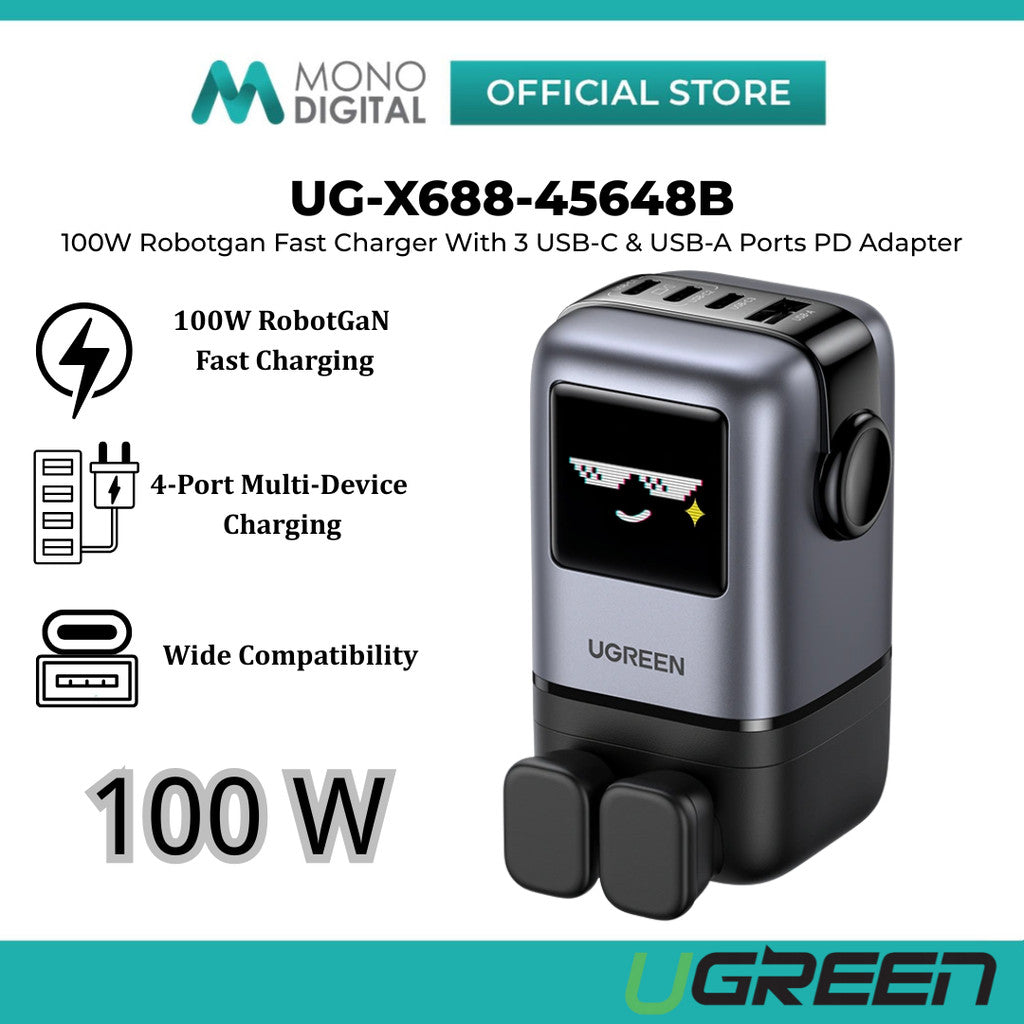 MONO
DIGITAL
OFFICIAL STORE
UG-X688-45648B
100W Robotgan Fast Charger With 3 USB-C & USB-A Ports PD Adapter
100W RobotGaN
Fast Charging
4-Port Multi-Device
Charging
Wide Compatibility
100 W
USB-A
UGREEN
UGREEN